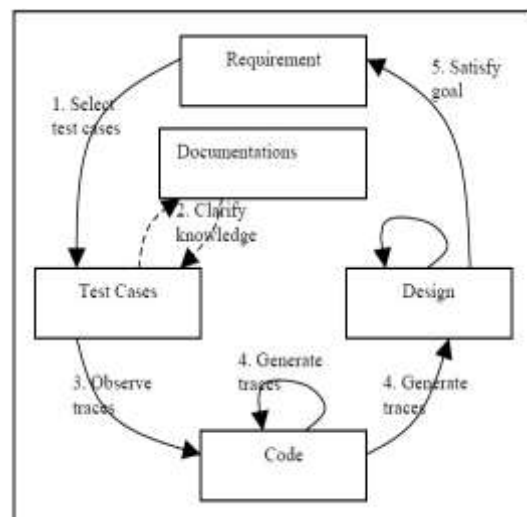 Requirement
5. Satisfy
goal
1. Select
test cases
Documentations
2. Clarify
knowledge
Test Cases
Design
3. Observe
traces
4. Generate
traces
4. Generate
traces
Code